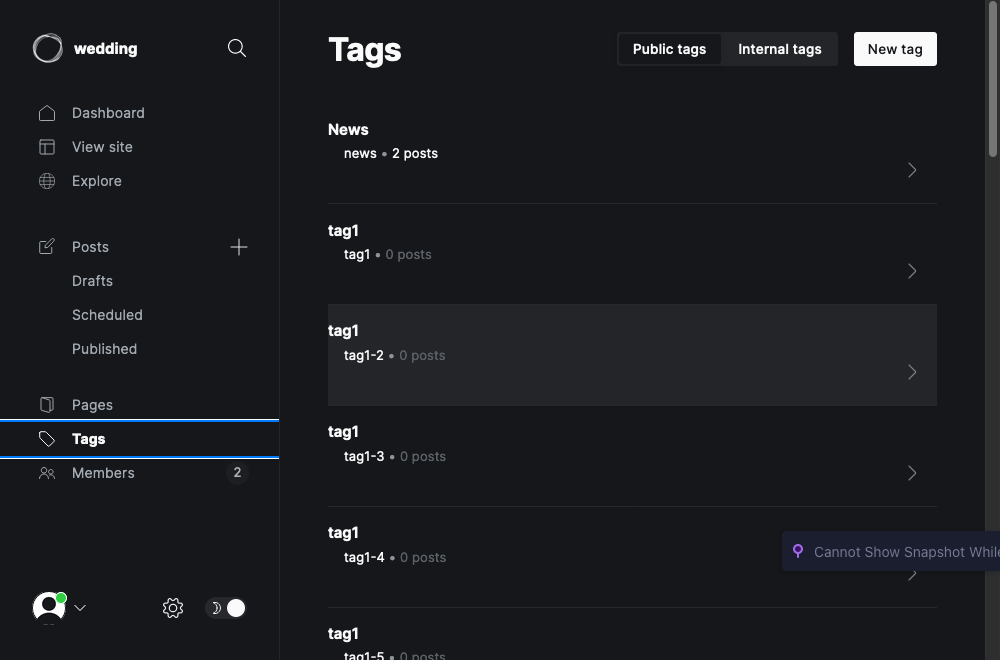 wedding
Dashboard
View site
Explore
Posts
Drafts
Scheduled
Published
Pages
Tags
Members 2
Tags
Public tags Internal tags New tag
News
news • 2 posts
tag1
tag1 • 0 posts
tag1
tag1-2 • 0 posts
tag1
tag1-3 • 0 posts
tag1
tag1-4 • 0 posts
Cannot Show Snapshot While
tag1
tag1-5 • 0 posts